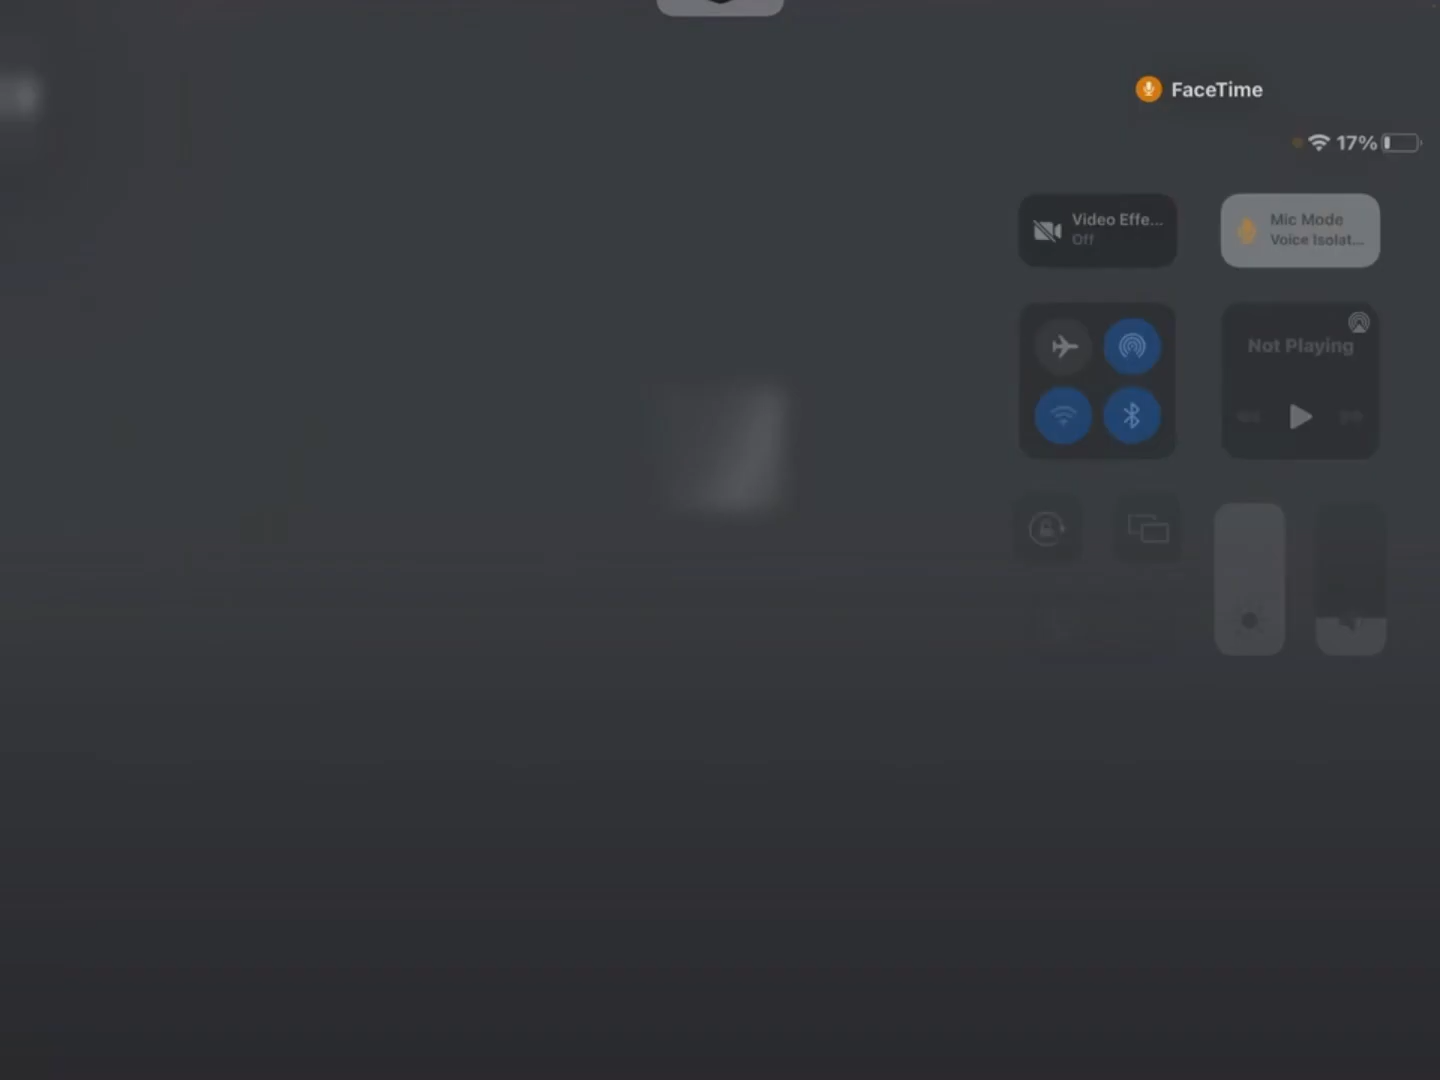 FaceTime
17%
Video Effe...
Off
Mic Mode
Voice Isolat...
Not Playing